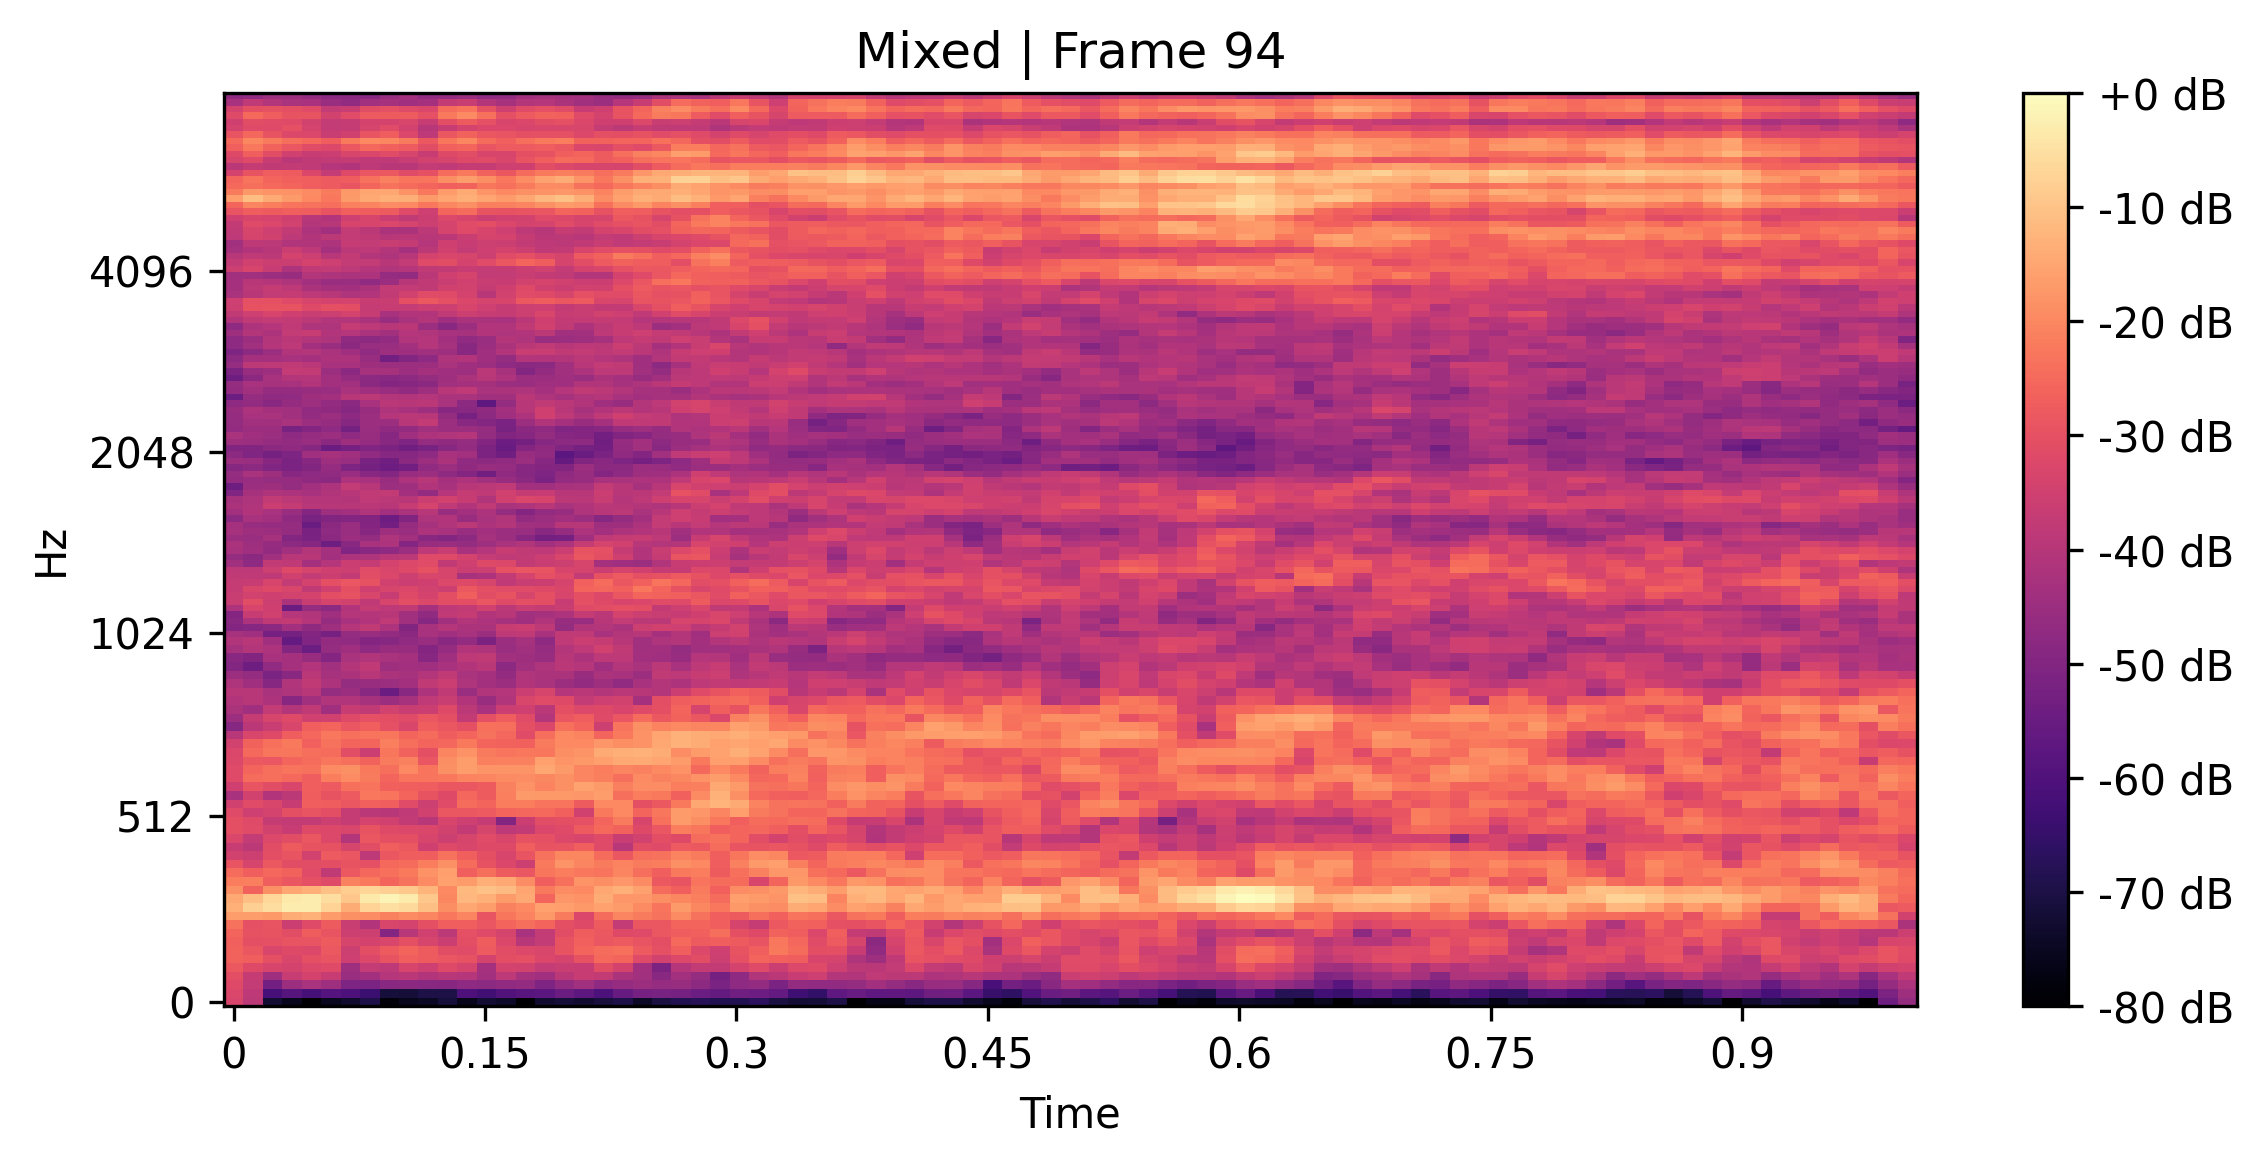 Mixed | Frame 94
Hz
4096
2048
1024
512
0
0 0.15 0.3 0.45 0.6 0.75 0.9
Time
+0 dB
-10 dB
-20 dB
-30 dB
-40 dB
-50 dB
-60 dB
-70 dB
-80 dB